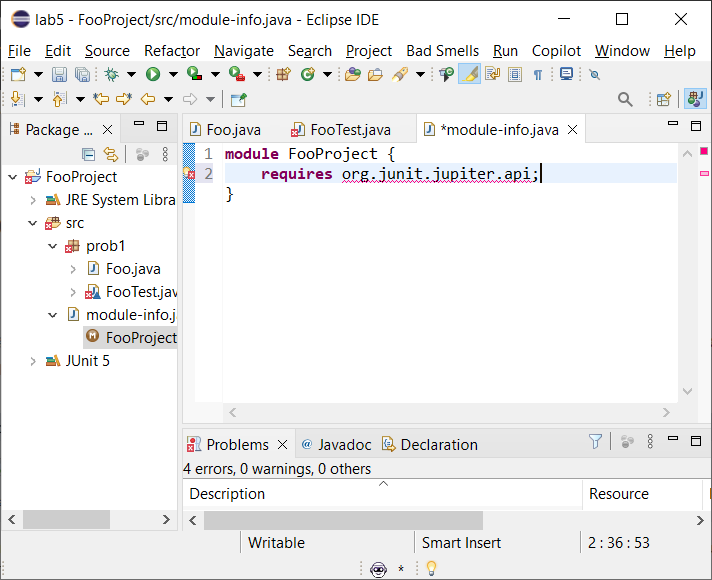 lab5 - FooProject/src/module-info.java - Eclipse IDE
File Edit Source Refactor Navigate Search Project Bad Smells Run Copilot Window Help
Package ...
Foo.java FooTest.java *module-info.java
FooProject
JRE System Libra
src
prob1
Foo.java
FooTest.jav
module-info.j
FooProject
JUnit 5
1 module FooProject {
2 requires org.junit.jupiter.api;
}
Problems @ Javadoc Declaration
4 errors, 0 warnings, 0 others
Description Resource
Writable Smart Insert 2 : 36 : 53